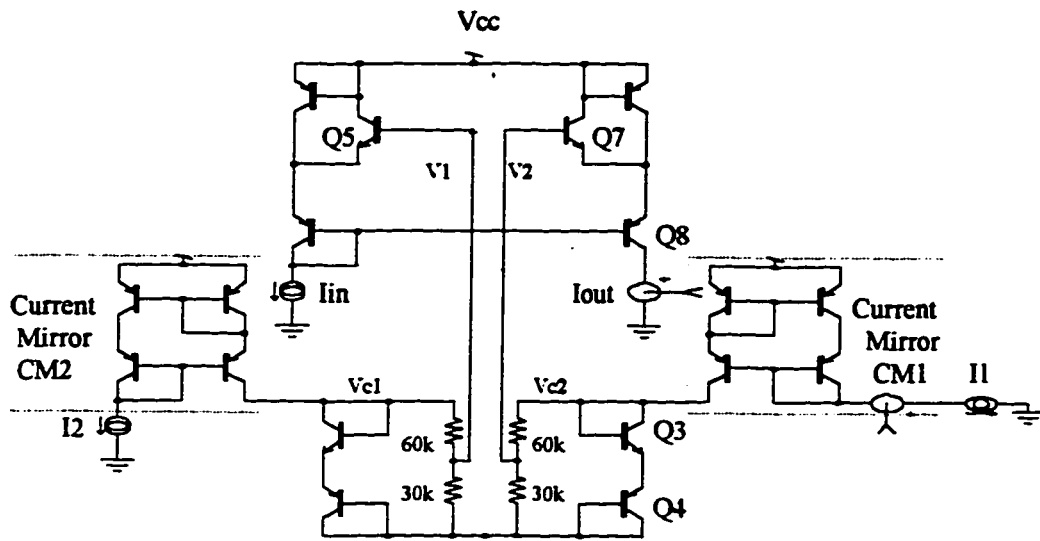 Vcc
Q5
Q7
V1
V2
Q8
Current
Mirror
CM2
Iin
Iout
Current
Mirror
CM1
I1
I2
Vc1
Vc2
60k
60k
Q3
30k
30k
Q4